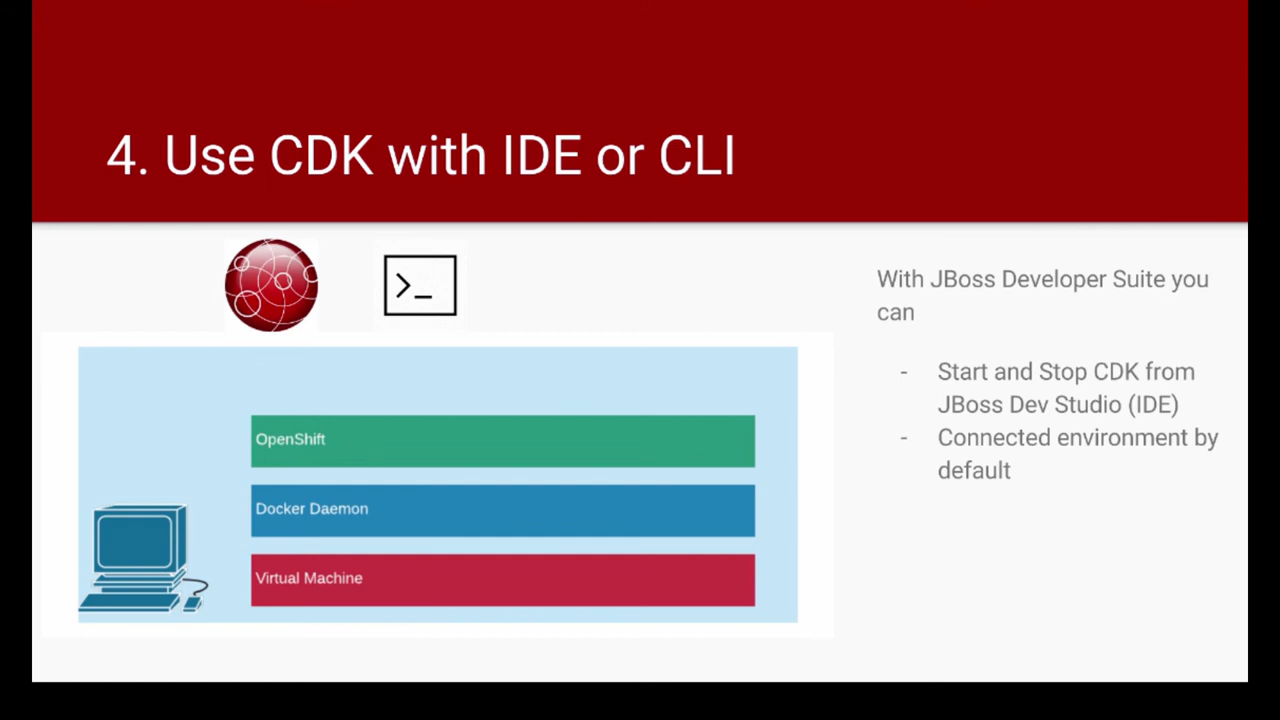 4. Use CDK with IDE or CLI
>_
OpenShift
Docker Daemon
Virtual Machine
With JBoss Developer Suite you
can
- Start and Stop CDK from
JBoss Dev Studio (IDE)
- Connected environment by
default